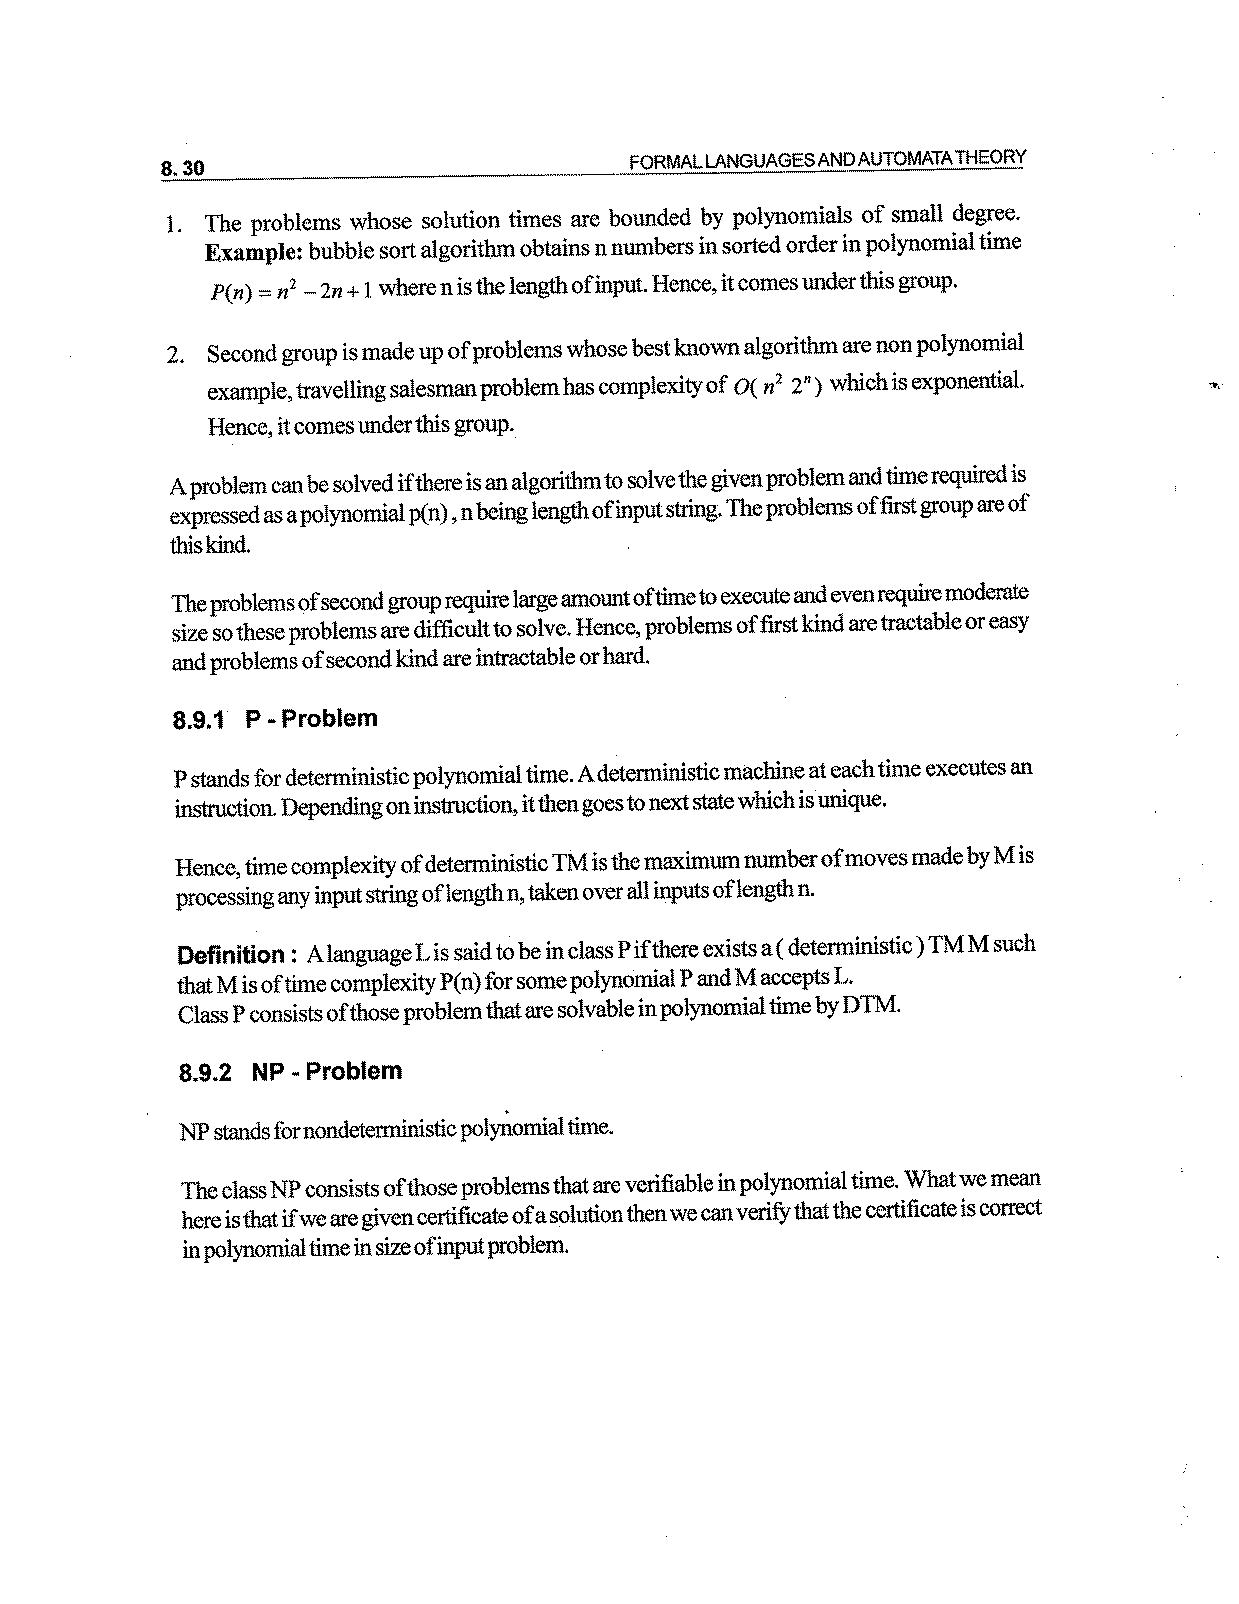 8.30 FORMAL LANGUAGES AND AUTOMATA THEORY
1. The problems whose solution times are bounded by polynomials of small degree.
Example: bubble sort algorithm obtains n numbers in sorted order in polynomial time
P(n) = n² – 2n + 1 where n is the length of input. Hence, it comes under this group.
2. Second group is made up of problems whose best known algorithm are non polynomial
example, travelling salesman problem has complexity of O( n² 2ⁿ ) which is exponential.
Hence, it comes under this group.
A problem can be solved if there is an algorithm to solve the given problem and time required is
expressed as a polynomial p(n) , n being length of input string. The problems of first group are of
this kind.
The problems of second group require large amount of time to execute and even require moderate
size so these problems are difficult to solve. Hence, problems of first kind are tractable or easy
and problems of second kind are intractable or hard.
8.9.1 P - Problem
P stands for deterministic polynomial time. A deterministic machine at each time executes an
instruction. Depending on instruction, it then goes to next state which is unique.
Hence, time complexity of deterministic TM is the maximum number of moves made by M is
processing any input string of length n, taken over all inputs of length n.
Definition : A language L is said to be in class P if there exists a ( deterministic ) TM M such
that M is of time complexity P(n) for some polynomial P and M accepts L.
Class P consists of those problem that are solvable in polynomial time by DTM.
8.9.2 NP - Problem
NP stands for nondeterministic polynomial time.
The class NP consists of those problems that are verifiable in polynomial time. What we mean
here is that if we are given certificate of a solution then we can verify that the certificate is correct
in polynomial time in size of input problem.